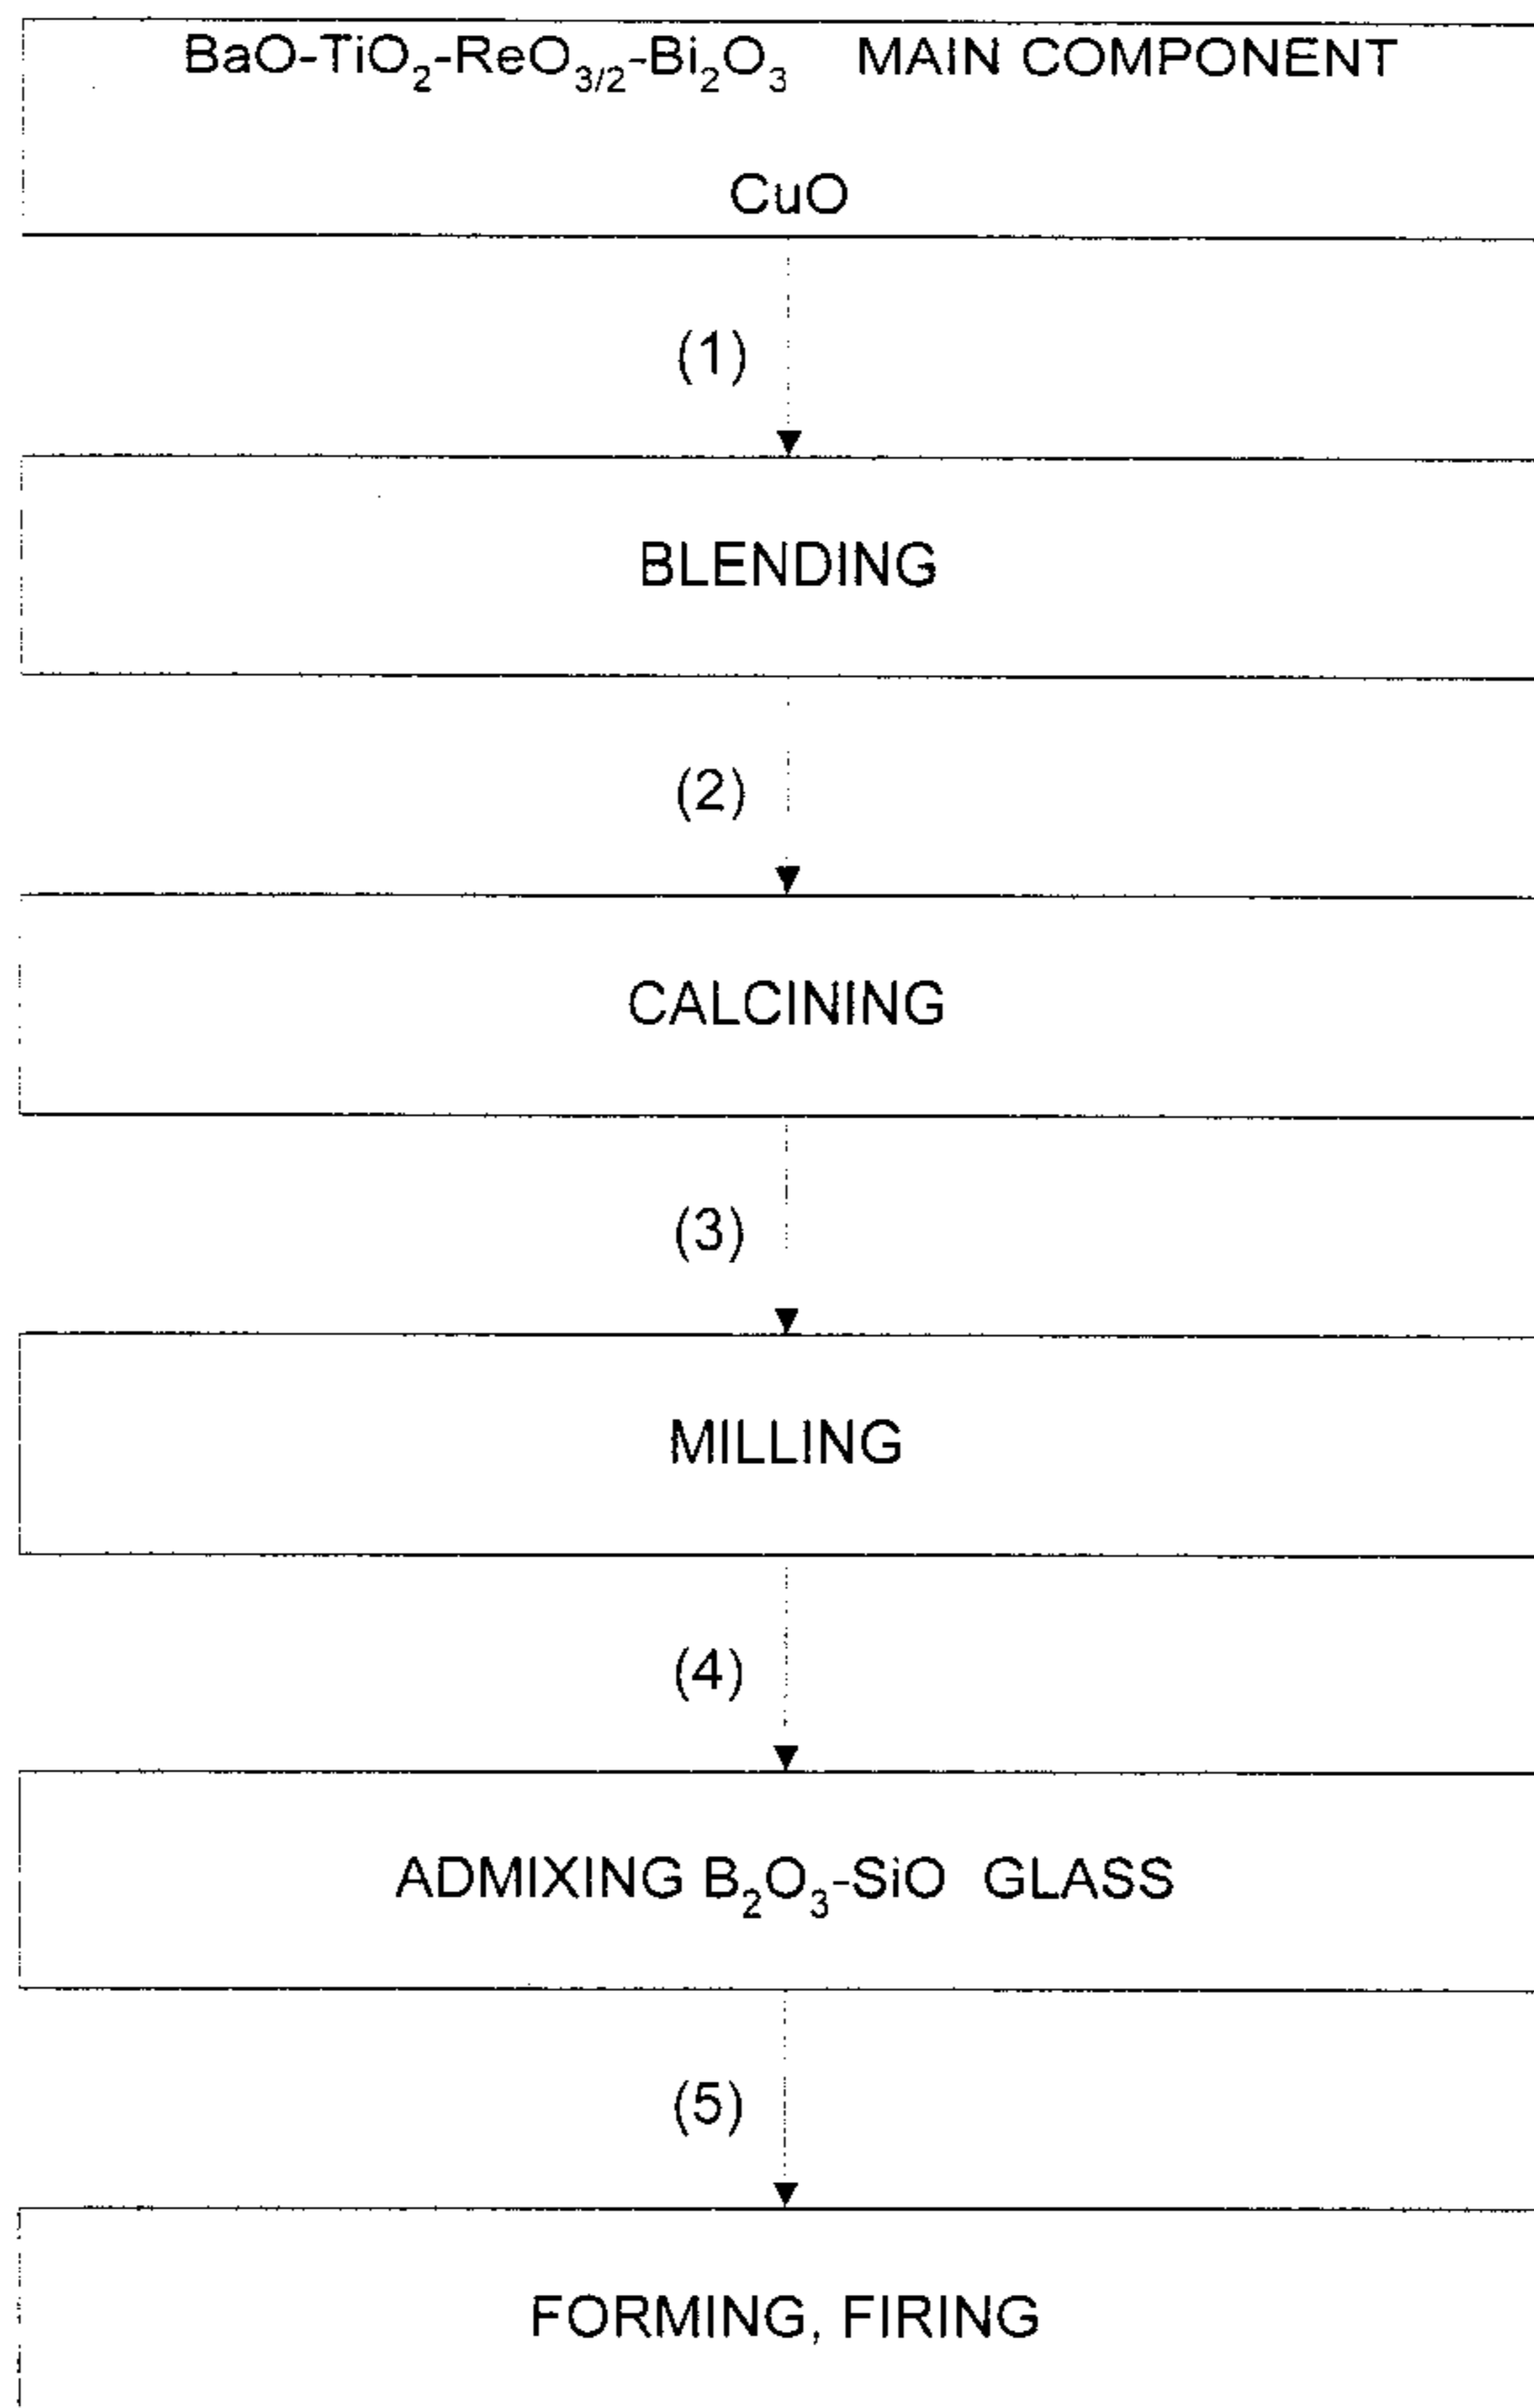 BaO-TiO₂-ReO₃/₂-Bi₂O₃ MAIN COMPONENT
CuO
(1)
BLENDING
(2)
CALCINING
(3)
MILLING
(4)
ADMIXING B₂O₃-SiO GLASS
(5)
FORMING, FIRING